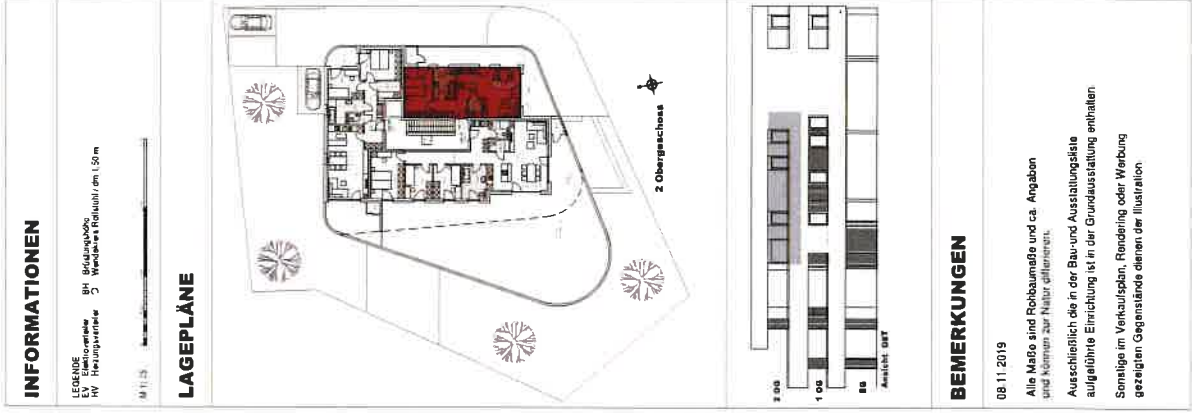 INFORMATIONEN
LEGENDE
EV Elektroverteiler BH Brüstungshöhe
HV Heizungsverteiler Wendekreis Rollstuhl / dm 1,50 m
LAGEPLÄNE
2 Obergeschoss
2 OG
1 OG
EG
Ansicht OST
BEMERKUNGEN
08.11.2019
Alle Maße sind Rohbaumaße und ca. Angaben
und können zur Natur differieren.
Ausschließlich die in der Bau-und Ausstattungsliste
aufgeführte Einrichtung ist in der Grundausstattung enthalten
Sonstige im Verkaufsplan, Rendering oder Werbung
gezeigten Gegenstände dienen der Illustration